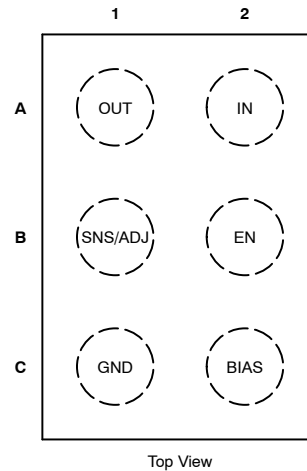 1 2
A OUT IN
B SNS/ADJ EN
C GND BIAS
Top View